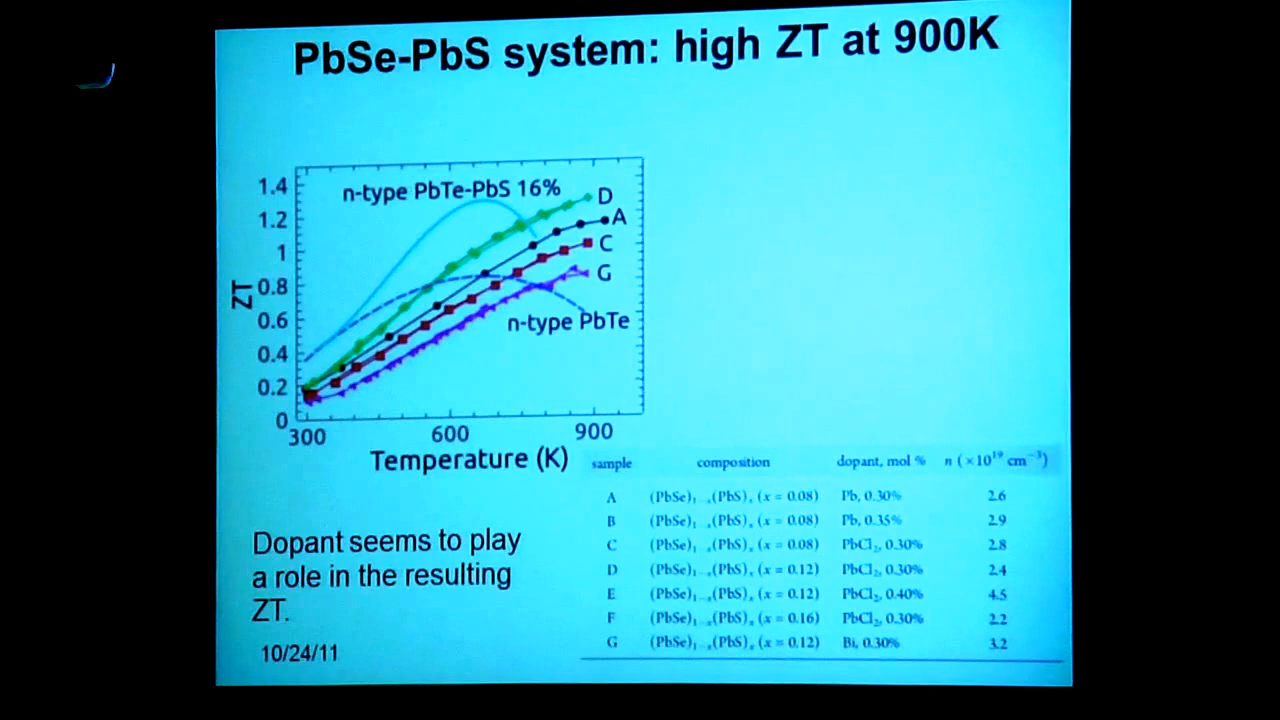 PbSe-PbS system: high ZT at 900K
n-type PbTe-PbS 16%
D
A
C
G
n-type PbTe
ZT
1.4
1.2
1
0.8
0.6
0.4
0.2
0
300 600 900
Temperature (K)
sample composition dopant, mol % n (×10¹⁹ cm⁻³)
A (PbSe)₁₋ₓ(PbS)ₓ (x = 0.08) Pb, 0.30% 2.6
B (PbSe)₁₋ₓ(PbS)ₓ (x = 0.08) Pb, 0.35% 2.9
C (PbSe)₁₋ₓ(PbS)ₓ (x = 0.08) PbCl₂, 0.30% 2.8
D (PbSe)₁₋ₓ(PbS)ₓ (x = 0.12) PbCl₂, 0.30% 2.4
E (PbSe)₁₋ₓ(PbS)ₓ (x = 0.12) PbCl₂, 0.40% 4.5
F (PbSe)₁₋ₓ(PbS)ₓ (x = 0.16) PbCl₂, 0.30% 2.2
G (PbSe)₁₋ₓ(PbS)ₓ (x = 0.12) Bi, 0.30% 3.2
Dopant seems to play
a role in the resulting
ZT.
10/24/11